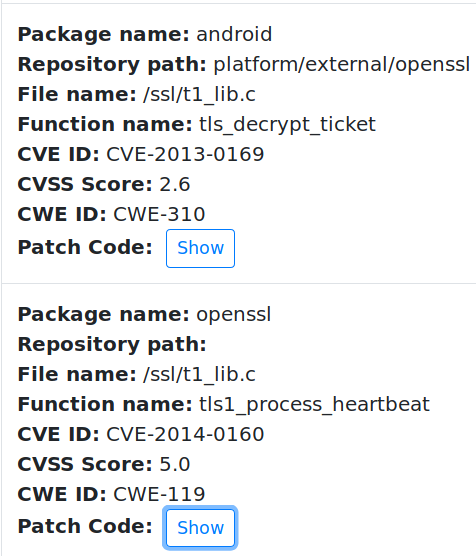 Package name: android
Repository path: platform/external/openssl
File name: /ssl/t1_lib.c
Function name: tls_decrypt_ticket
CVE ID: CVE-2013-0169
CVSS Score: 2.6
CWE ID: CWE-310
Patch Code: Show
Package name: openssl
Repository path:
File name: /ssl/t1_lib.c
Function name: tls1_process_heartbeat
CVE ID: CVE-2014-0160
CVSS Score: 5.0
CWE ID: CWE-119
Patch Code: Show